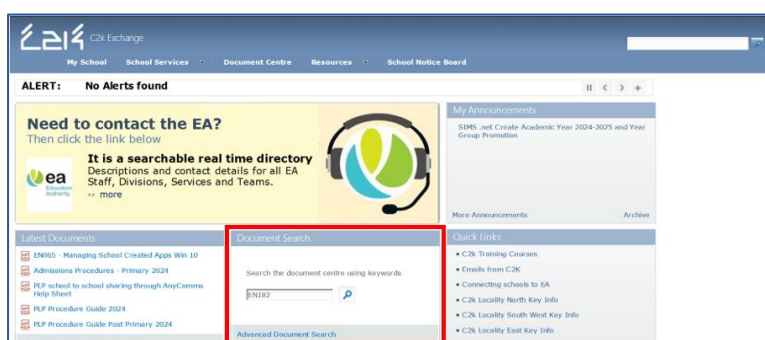 C2k Exchange
My School School Services Document Centre Resources School Notice Board
ALERT: No Alerts found
Need to contact the EA?
Then click the link below
It is a searchable real time directory
Descriptions and contact details for all EA
Staff, Divisions, Services and Teams.
>> more
ea
Education
Authority
My Announcements
SIMS .net Create Academic Year 2024-2025 and Year
Group Promotion
More Announcements Archive
Latest Documents
EN065 - Managing School Created Apps Win 10
Admissions Procedures - Primary 2024
PLP school to school sharing through AnyComms
Help Sheet
PLP Procedure Guide 2024
PLP Procedure Guide Post Primary 2024
Document Search
Search the document centre using keywords
EN182
Advanced Document Search
Quick Links
• C2k Training Courses
• Emails from C2K
• Connecting schools to EA
• C2k Locality North Key Info
• C2k Locality South West Key Info
• C2k Locality East Key Info